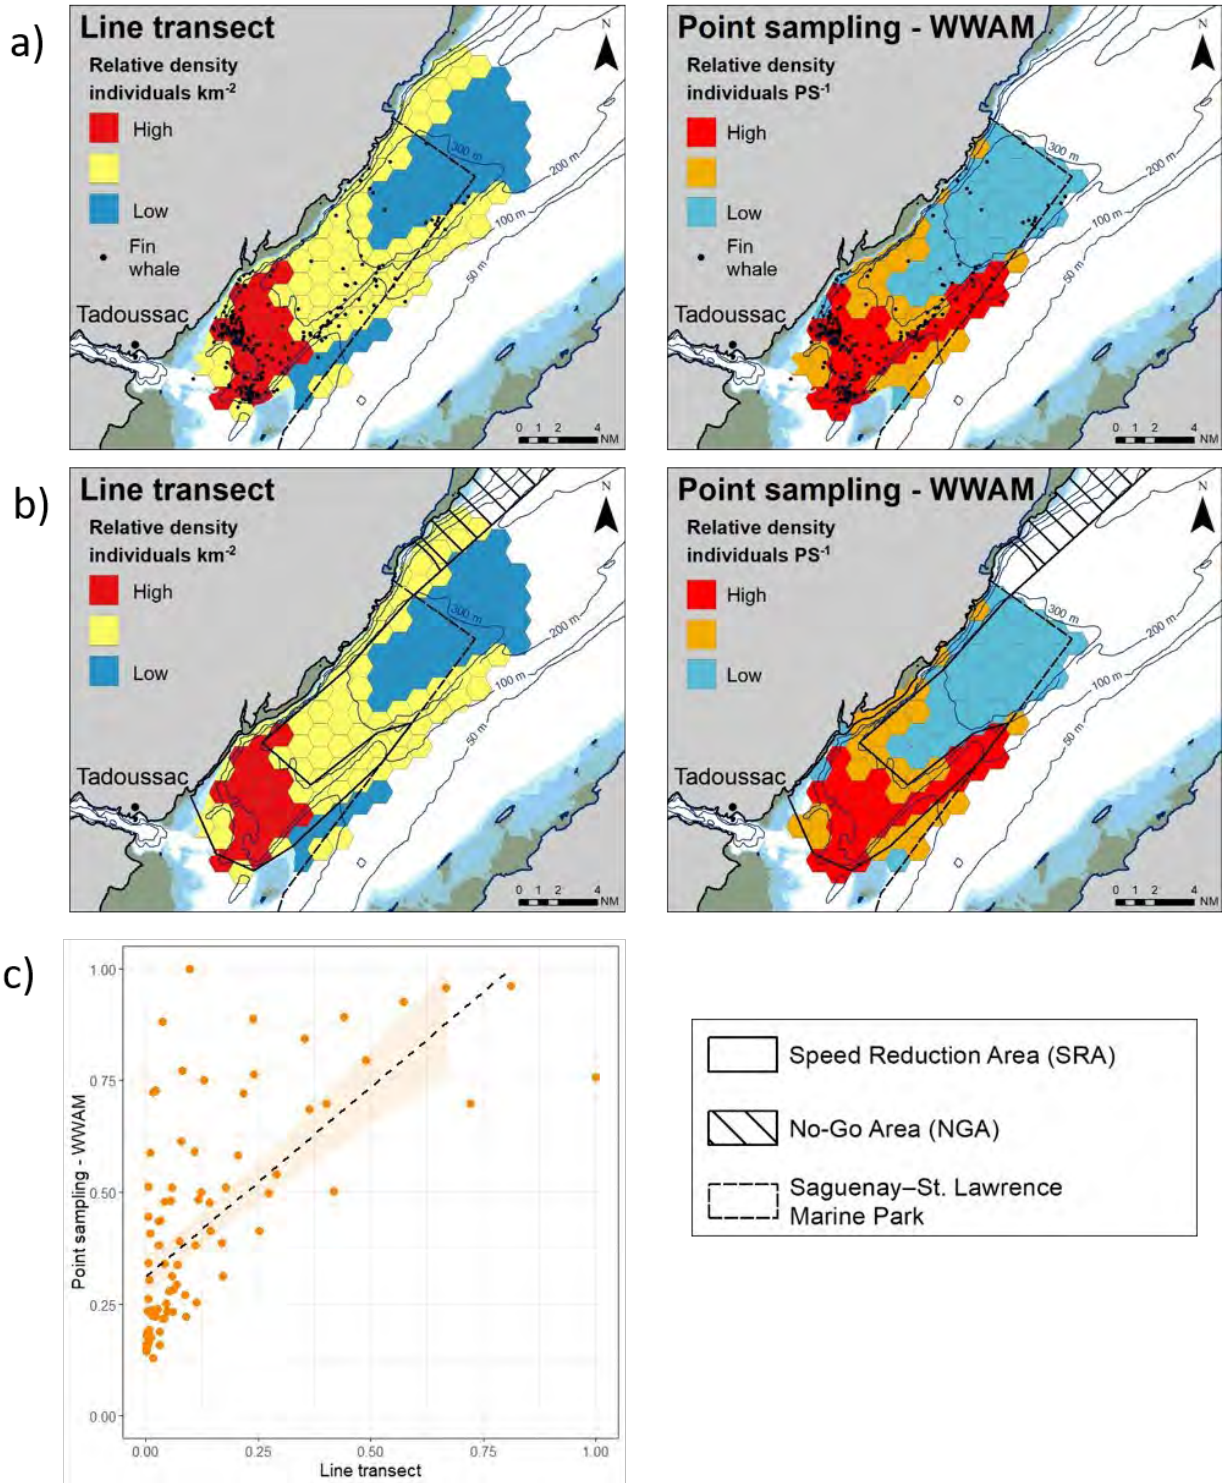 a)
Line transect
Relative density
individuals km-2
High
Low
Fin
whale
Tadoussac
300 m
200 m
100 m
50 m
N
0 1 2 4
NM
Point sampling - WWAM
Relative density
individuals PS-1
High
Low
Fin
whale
Tadoussac
300 m
200 m
100 m
50 m
N
0 1 2 4
NM
b)
Line transect
Relative density
individuals km-2
High
Low
Tadoussac
300 m
200 m
100 m
50 m
N
0 1 2 4
NM
Point sampling - WWAM
Relative density
individuals PS-1
High
Low
Tadoussac
300 m
200 m
100 m
50 m
N
0 1 2 4
NM
c)
Point sampling - WWAM
1.00
0.75
0.50
0.25
0.00
0.00 0.25 0.50 0.75 1.00
Line transect
Speed Reduction Area (SRA)
No-Go Area (NGA)
Saguenay–St. Lawrence
Marine Park